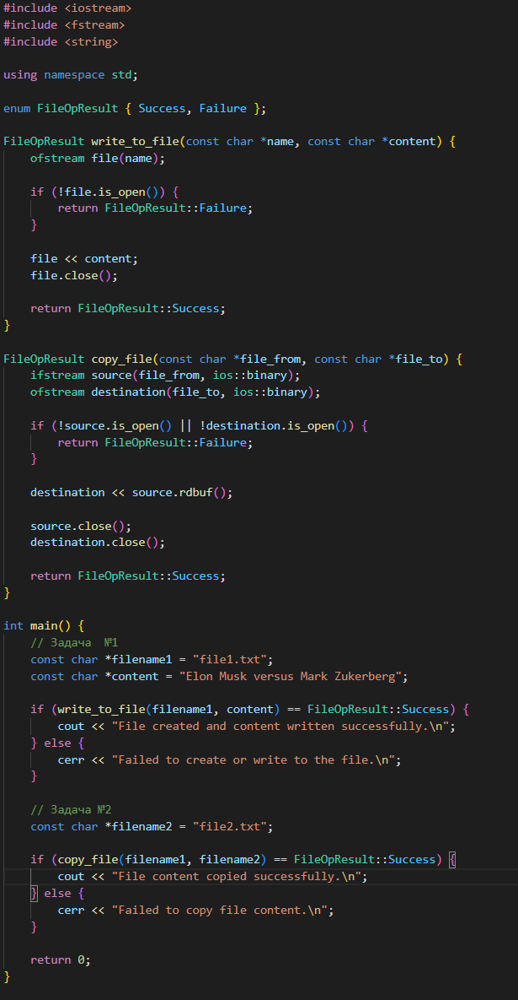 #include <iostream>
#include <fstream>
#include <string>
using namespace std;
enum FileOpResult { Success, Failure };
FileOpResult write_to_file(const char *name, const char *content) {
    ofstream file(name);
    if (!file.is_open()) {
        return FileOpResult::Failure;
    }
    file << content;
    file.close();
    return FileOpResult::Success;
}
FileOpResult copy_file(const char *file_from, const char *file_to) {
    ifstream source(file_from, ios::binary);
    ofstream destination(file_to, ios::binary);
    if (!source.is_open() || !destination.is_open()) {
        return FileOpResult::Failure;
    }
    destination << source.rdbuf();
    source.close();
    destination.close();
    return FileOpResult::Success;
}
int main() {
    // Задача  №1
    const char *filename1 = "file1.txt";
    const char *content = "Elon Musk versus Mark Zukerberg";
    if (write_to_file(filename1, content) == FileOpResult::Success) {
        cout << "File created and content written successfully.\n";
    } else {
        cerr << "Failed to create or write to the file.\n";
    }
    // Задача №2
    const char *filename2 = "file2.txt";
    if (copy_file(filename1, filename2) == FileOpResult::Success) {
        cout << "File content copied successfully.\n";
    } else {
        cerr << "Failed to copy file content.\n";
    }
    return 0;
}